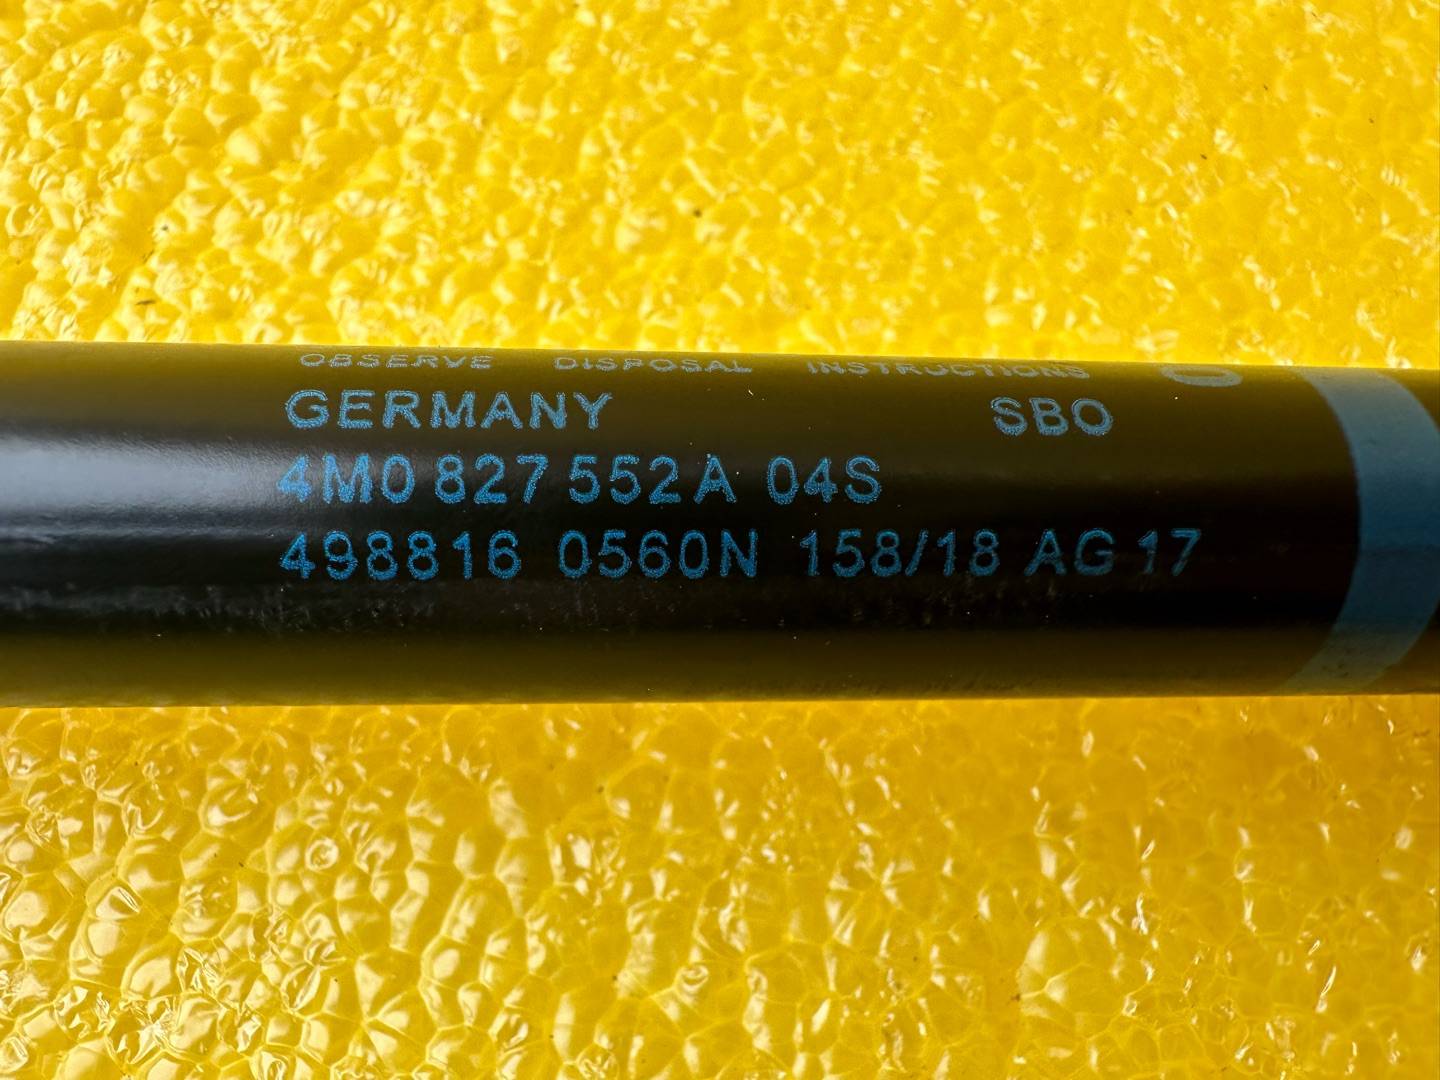 OBSERVE DISPOSAL INSTRUCTIONS
GERMANY SBO
4M0 827 552 A 04S
498816 0560N 158/18 AG 17